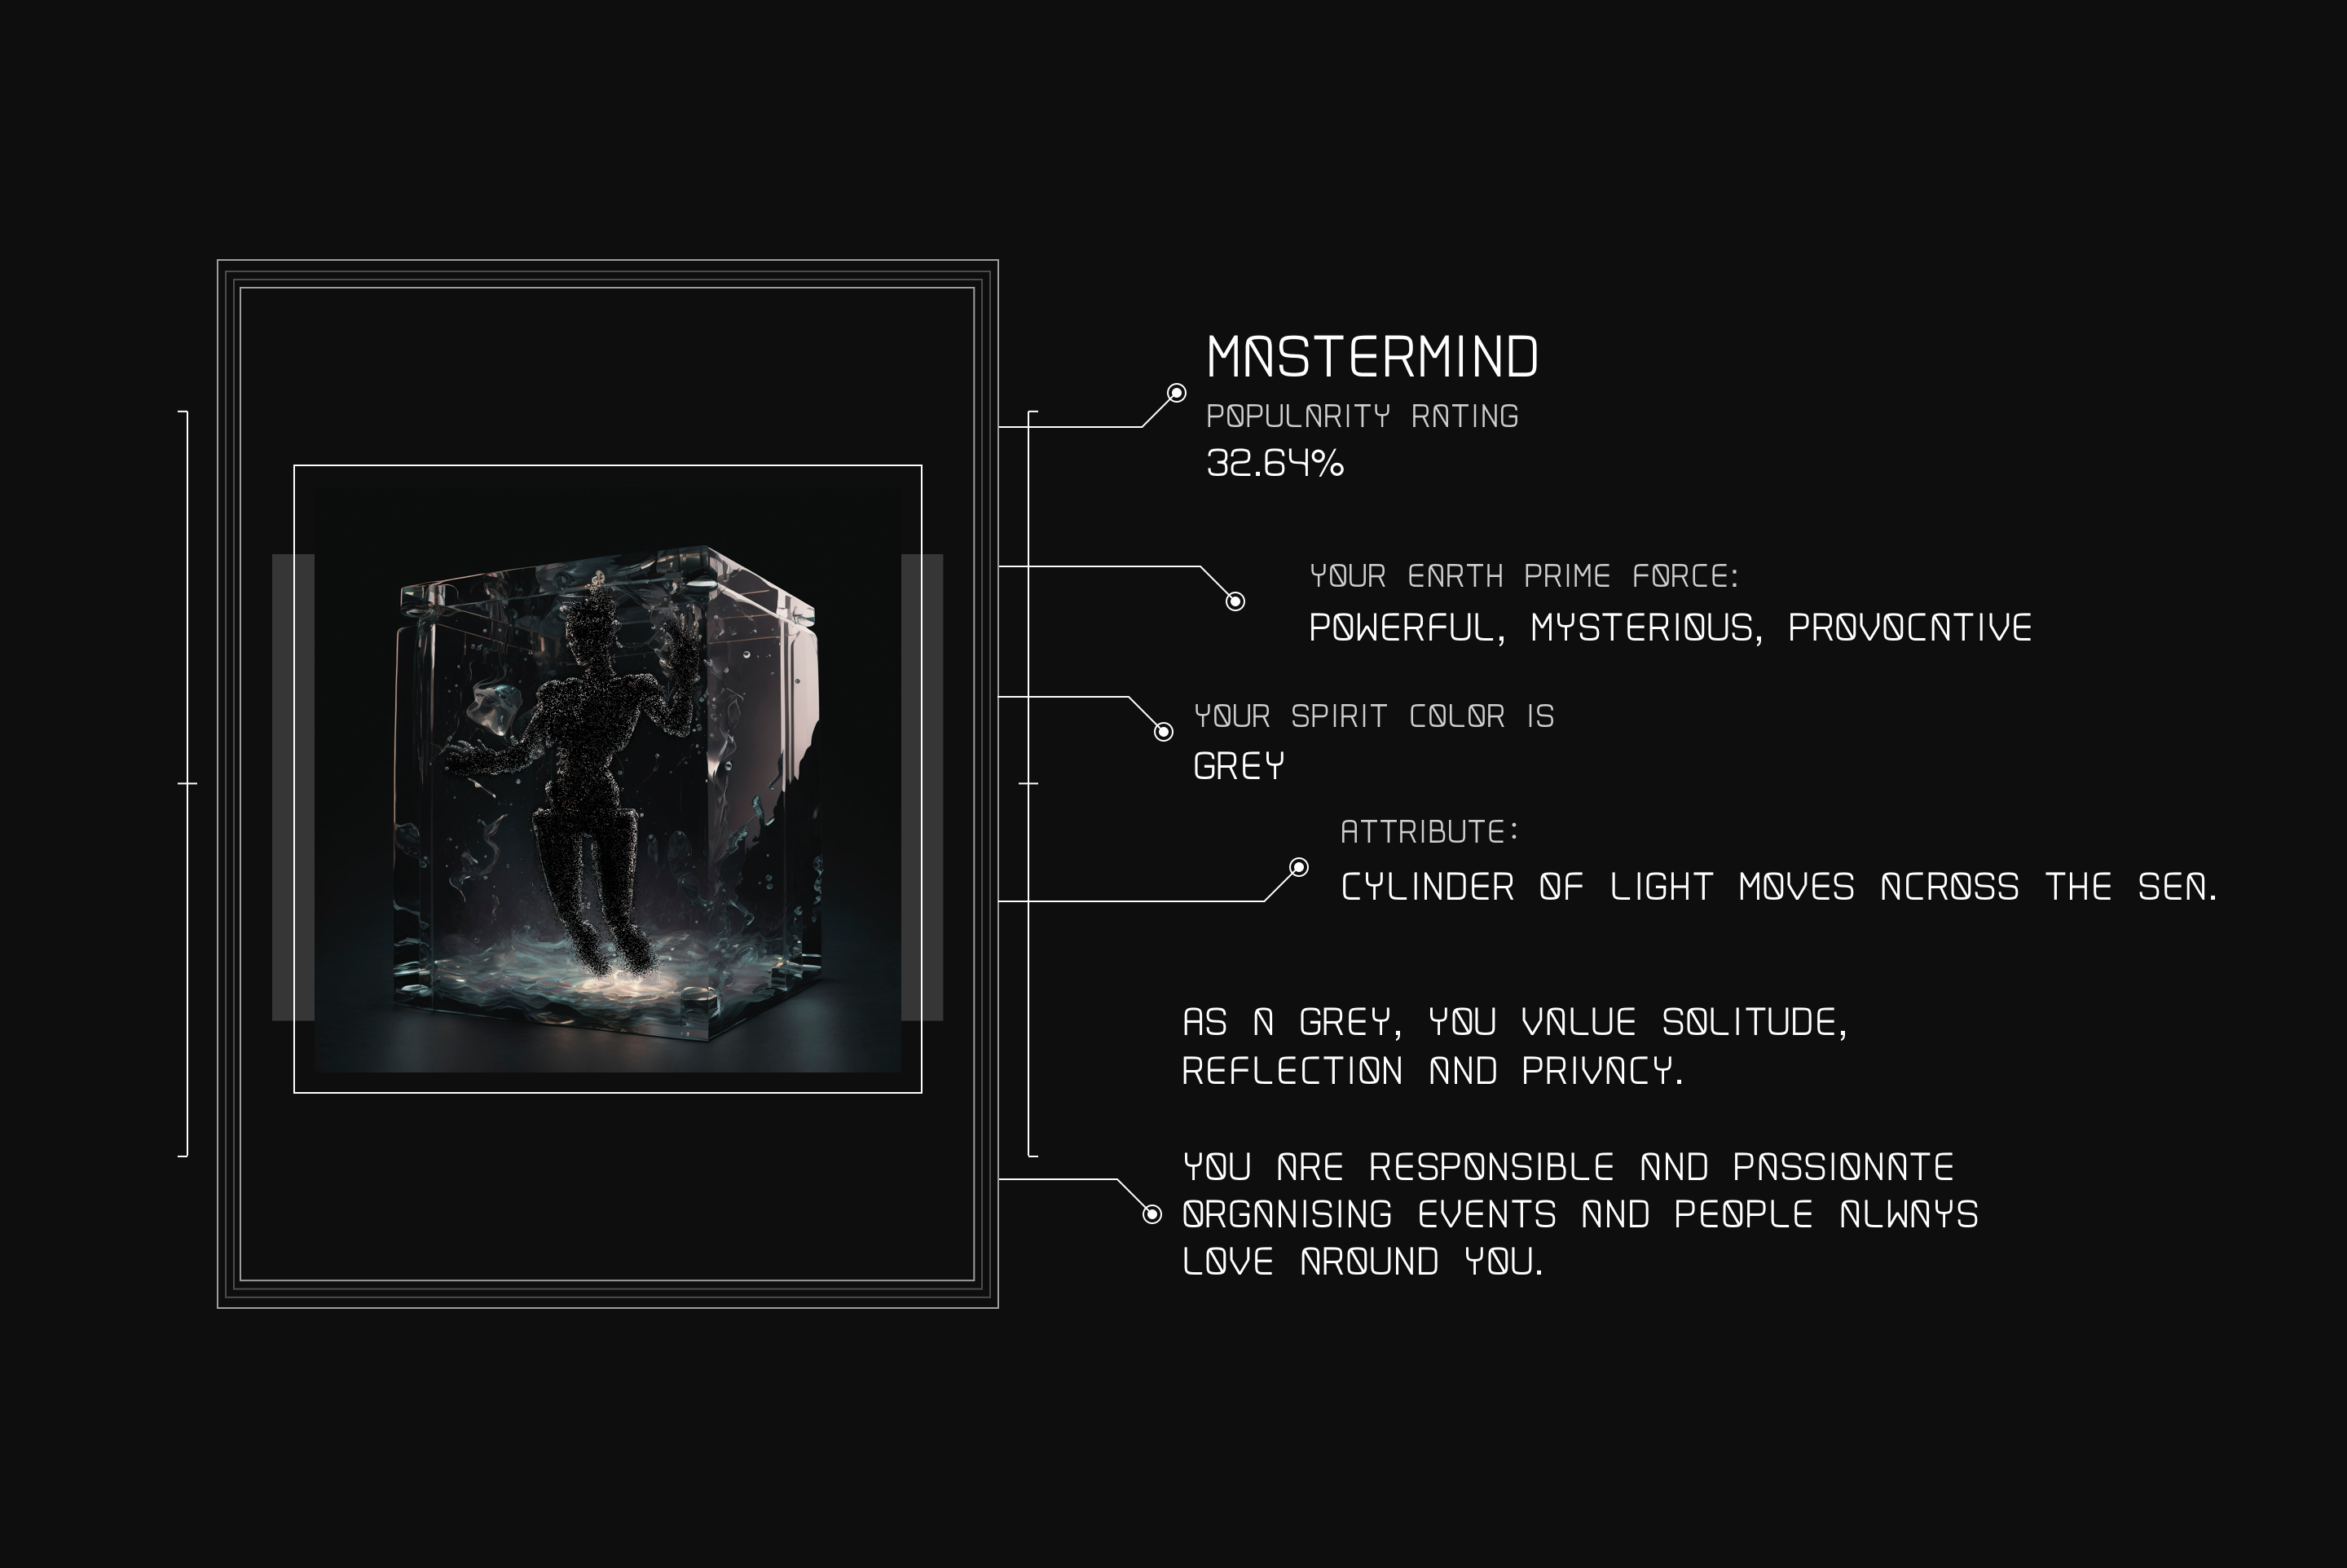 MASTERMIND
POPULARITY RATING
32.64%
YOUR EARTH PRIME FORCE:
POWERFUL, MYSTERIOUS, PROVOCATIVE
YOUR SPIRIT COLOR IS
GREY
ATTRIBUTE:
CYLINDER OF LIGHT MOVES ACROSS THE SEA.
AS A GREY, YOU VALUE SOLITUDE,
REFLECTION AND PRIVACY.
YOU ARE RESPONSIBLE AND PASSIONATE
ORGANISING EVENTS AND PEOPLE ALWAYS
LOVE AROUND YOU.